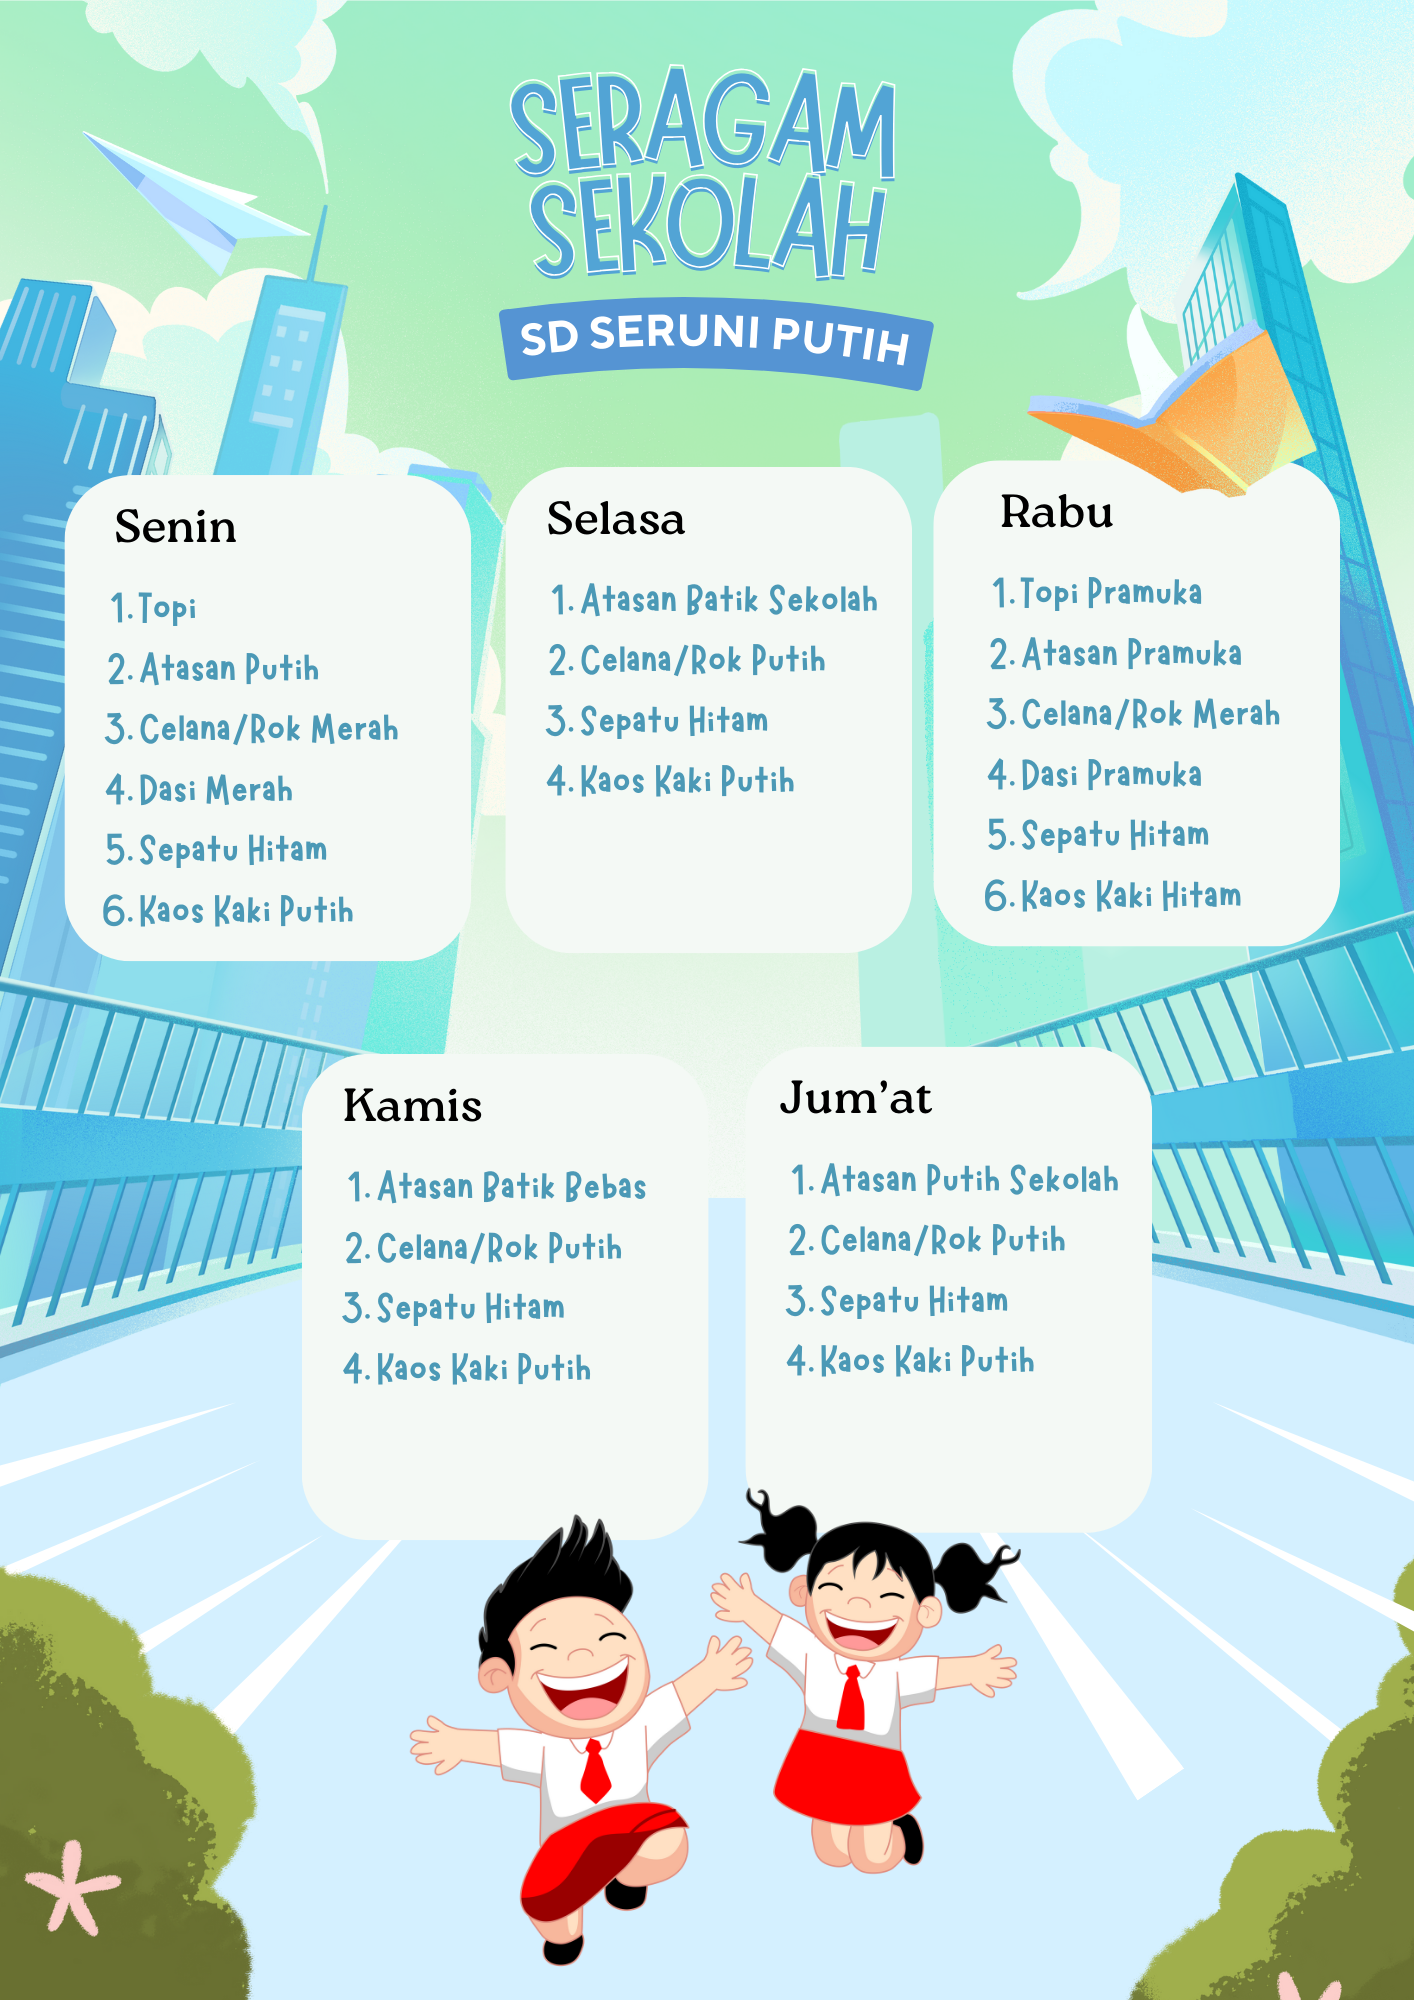 SERAGAM
SEKOLAH
SD SERUNI PUTIH
Senin
1. Topi
2. Atasan Putih
3. Celana/Rok Merah
4. Dasi Merah
5. Sepatu Hitam
6. Kaos Kaki Putih
Selasa
1. Atasan Batik Sekolah
2. Celana/Rok Putih
3. Sepatu Hitam
4. Kaos Kaki Putih
Rabu
1. Topi Pramuka
2. Atasan Pramuka
3. Celana/Rok Merah
4. Dasi Pramuka
5. Sepatu Hitam
6. Kaos Kaki Hitam
Kamis
1. Atasan Batik Bebas
2. Celana/Rok Putih
3. Sepatu Hitam
4. Kaos Kaki Putih
Jum'at
1. Atasan Putih Sekolah
2. Celana/Rok Putih
3. Sepatu Hitam
4. Kaos Kaki Putih